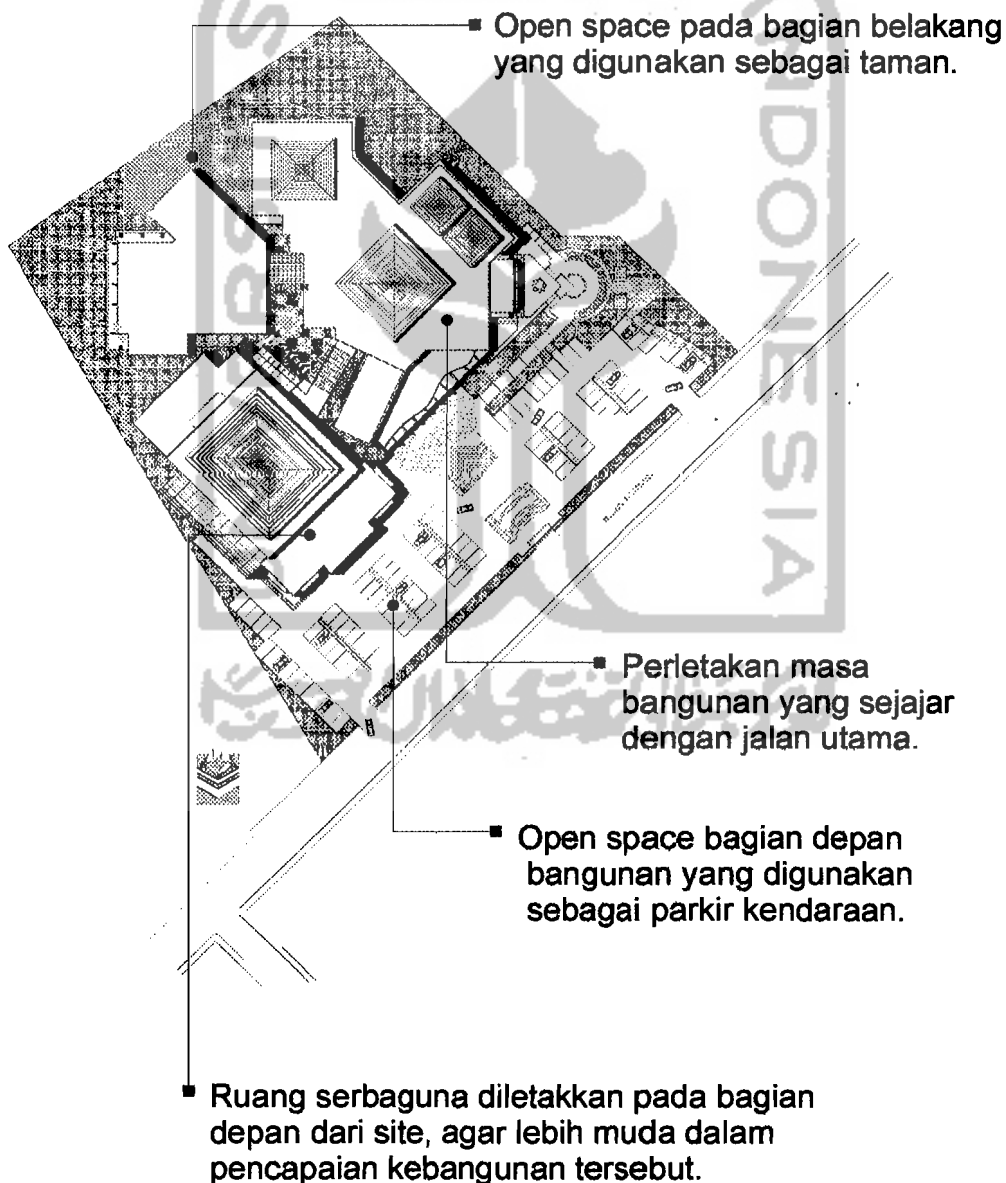 Open space pada bagian belakang
yang digunakan sebagai taman.
Perletakan masa
bangunan yang sejajar
dengan jalan utama.
Open space bagian depan
bangunan yang digunakan
sebagai parkir kendaraan.
Ruang serbaguna diletakkan pada bagian
depan dari site, agar lebih muda dalam
pencapaian kebangunan tersebut.
INDONESIA